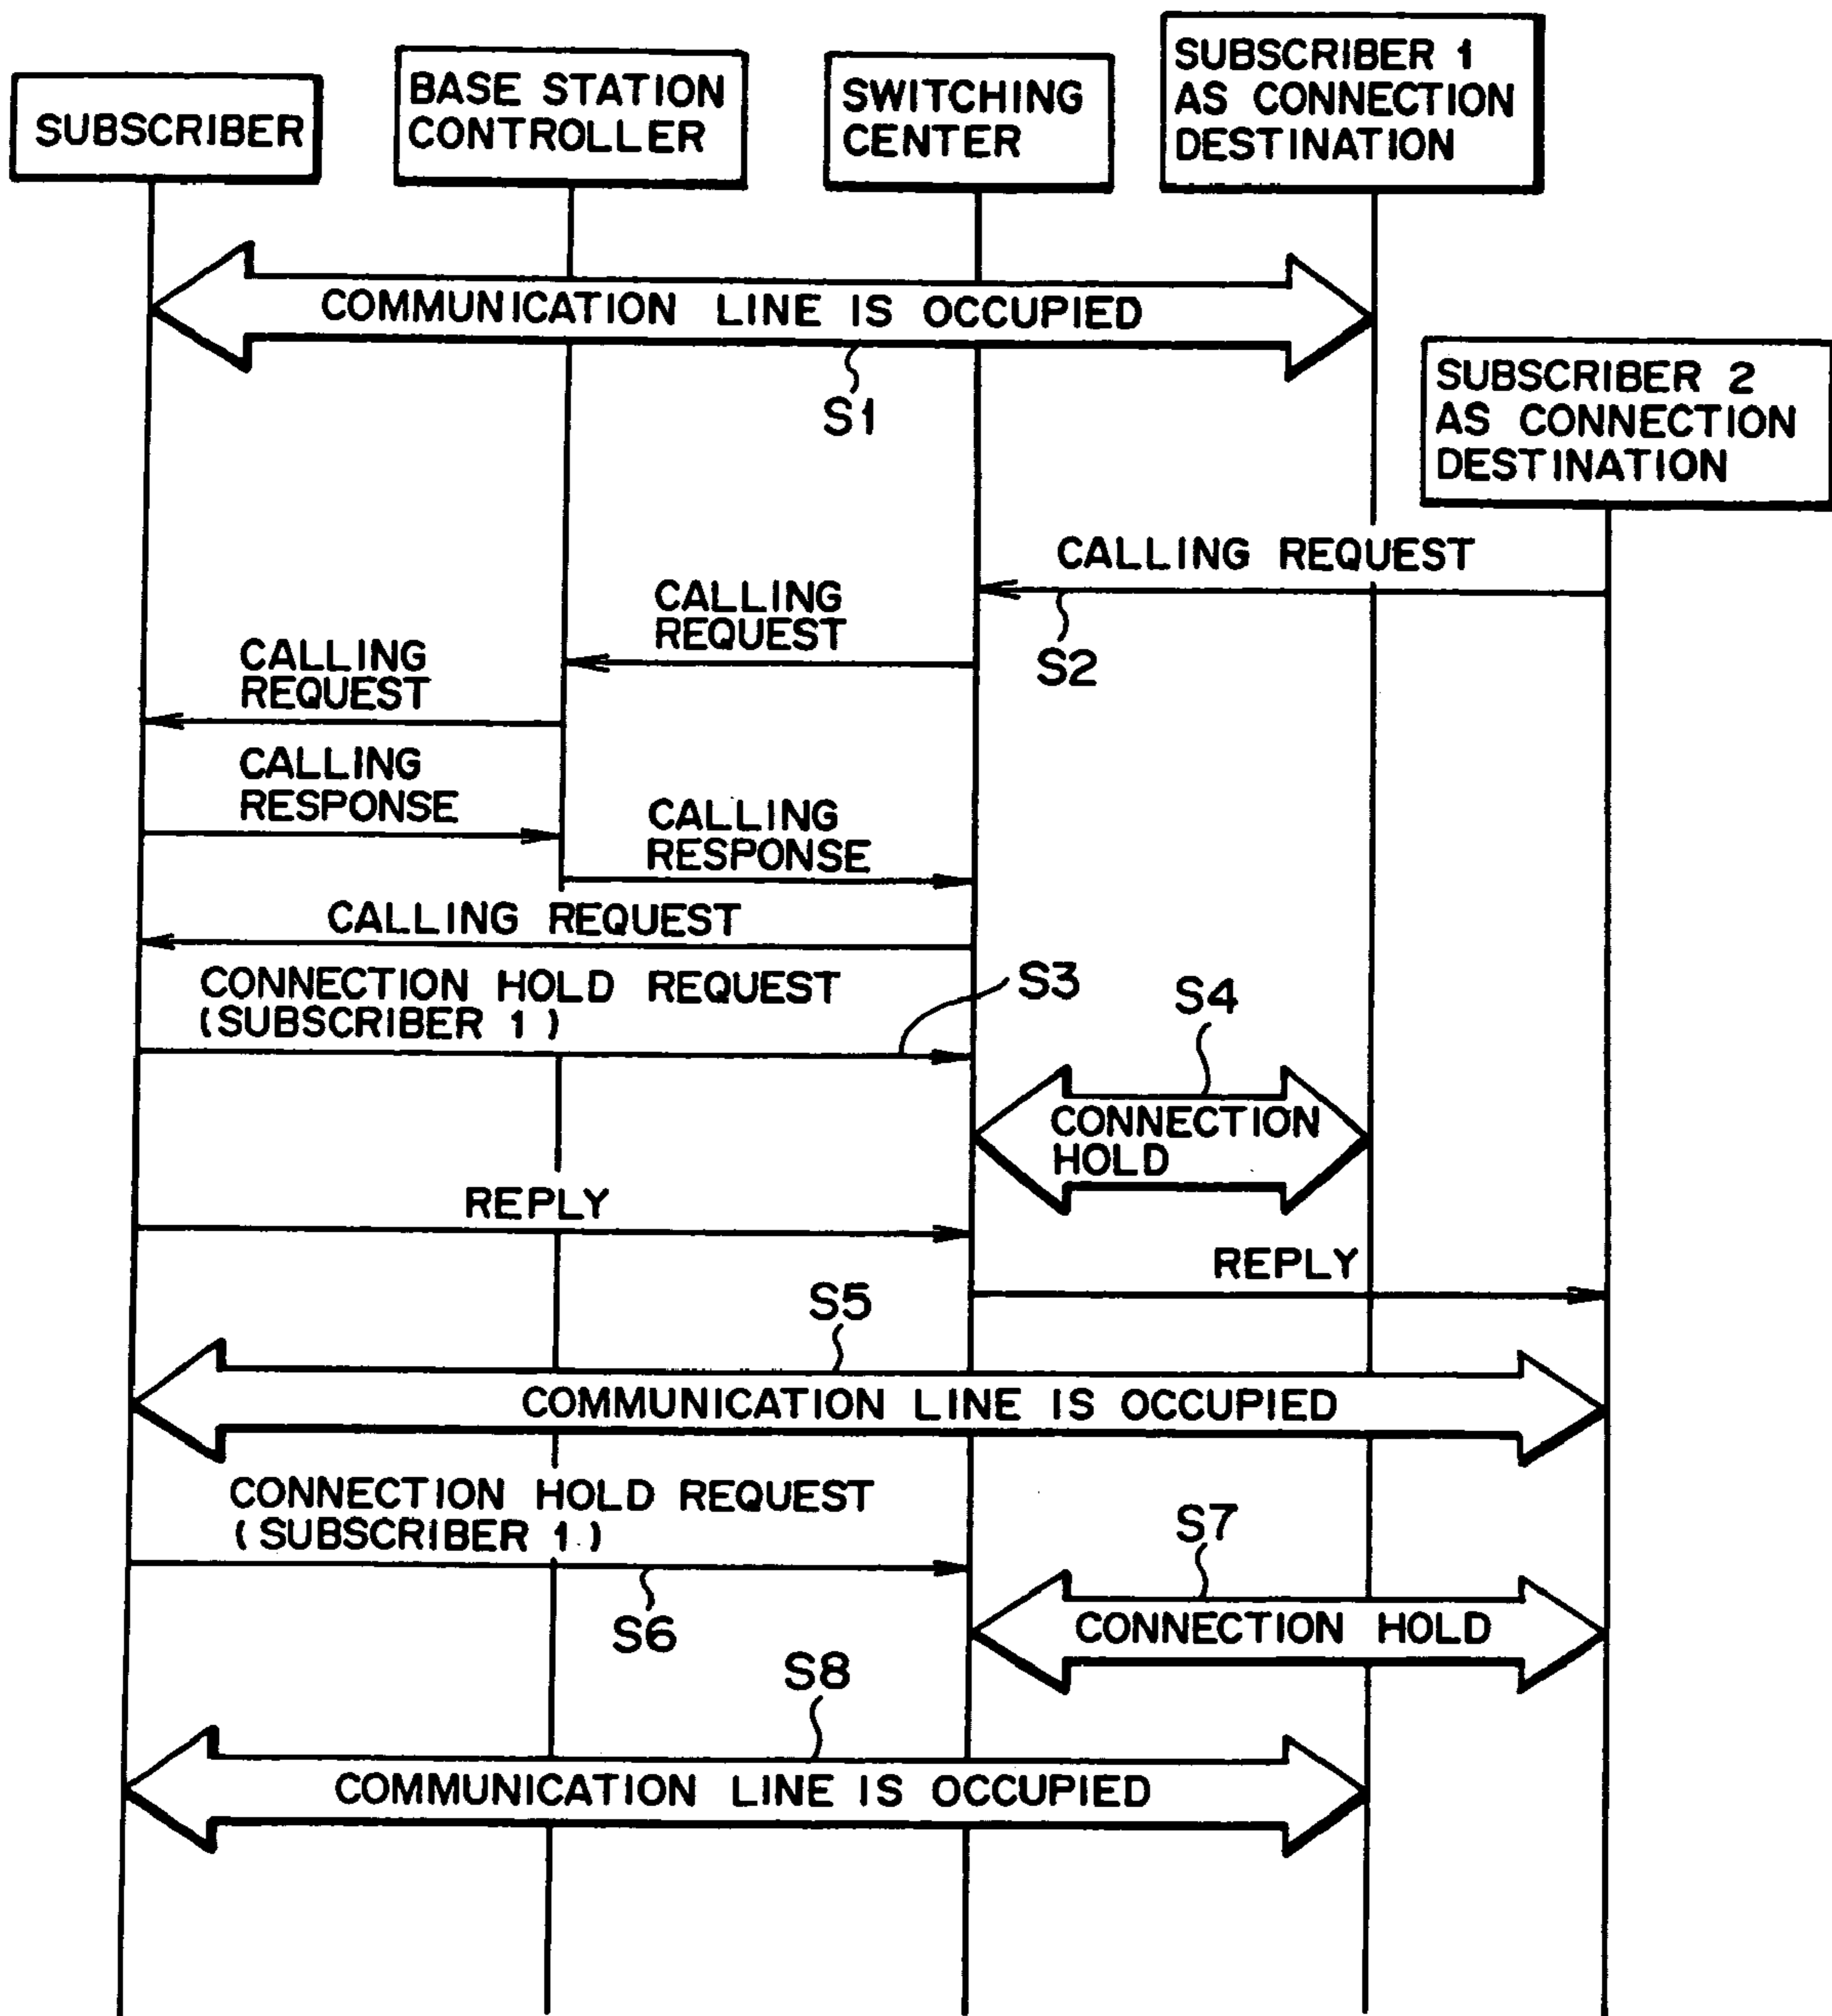 SUBSCRIBER
BASE STATION
CONTROLLER
SWITCHING
CENTER
SUBSCRIBER 1
AS CONNECTION
DESTINATION
COMMUNICATION LINE IS OCCUPIED
S1
SUBSCRIBER 2
AS CONNECTION
DESTINATION
CALLING REQUEST
S2
CALLING
REQUEST
CALLING
REQUEST
CALLING
RESPONSE
CALLING
RESPONSE
CALLING REQUEST
CONNECTION HOLD REQUEST
(SUBSCRIBER 1)
S3
S4
CONNECTION
HOLD
REPLY
REPLY
S5
COMMUNICATION LINE IS OCCUPIED
CONNECTION HOLD REQUEST
(SUBSCRIBER 1)
S6
S7
CONNECTION HOLD
S8
COMMUNICATION LINE IS OCCUPIED